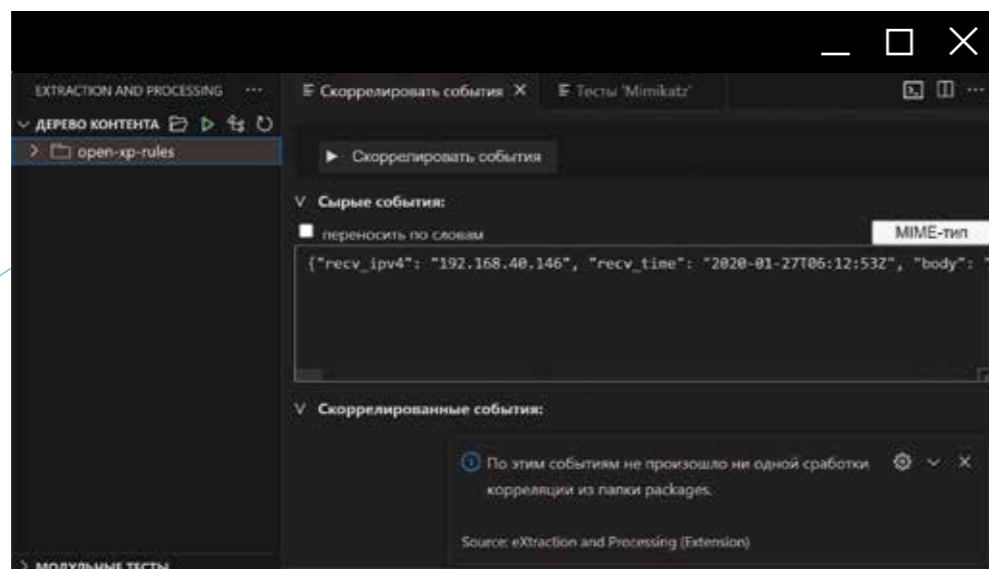 EXTRACTION AND PROCESSING ...
Скоррелировать события
Тесты 'Mimikatz'
ДЕРЕВО КОНТЕНТА
open-xp-rules
Скоррелировать события
Сырые события:
переносить по словам
MIME-тип
{"recv_ipv4": "192.168.40.146", "recv_time": "2020-01-27T06:12:53Z", "body": "
Скоррелированные события:
По этим событиям не произошло ни одной сработки
корреляции из папки packages.
Source: eXtraction and Processing (Extension)
МОДУЛЬНЫЕ ТЕСТЫ